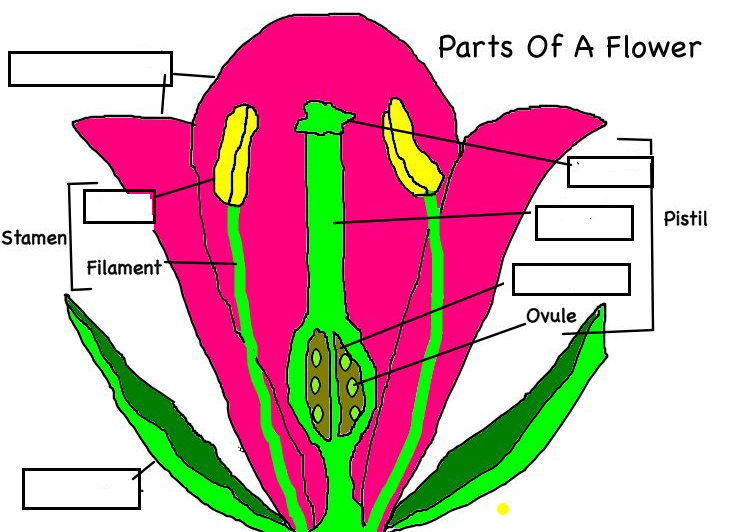 Parts Of A Flower
Stamen
Filament
Pistil
Ovule